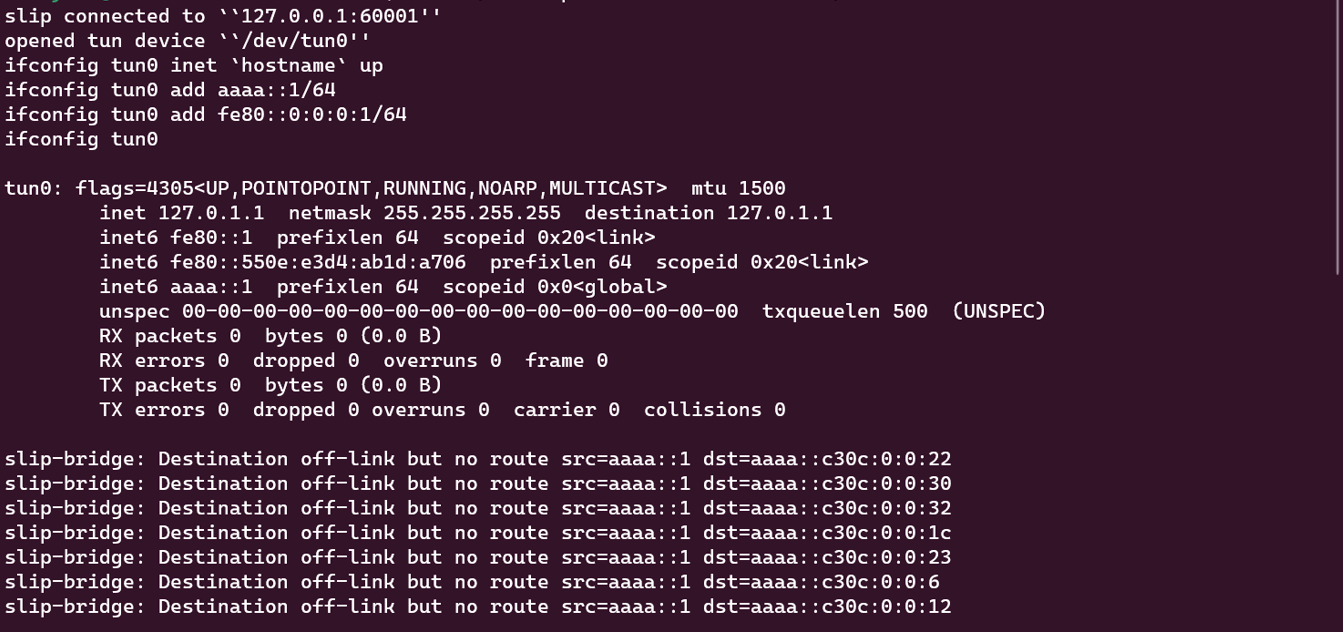 slip connected to ``127.0.0.1:60001''
opened tun device ``/dev/tun0''
ifconfig tun0 inet `hostname` up
ifconfig tun0 add aaaa::1/64
ifconfig tun0 add fe80::0:0:0:1/64
ifconfig tun0

tun0: flags=4305<UP,POINTOPOINT,RUNNING,NOARP,MULTICAST>  mtu 1500
        inet 127.0.1.1  netmask 255.255.255.255  destination 127.0.1.1
        inet6 fe80::1  prefixlen 64  scopeid 0x20<link>
        inet6 fe80::550e:e3d4:ab1d:a706  prefixlen 64  scopeid 0x20<link>
        inet6 aaaa::1  prefixlen 64  scopeid 0x0<global>
        unspec 00-00-00-00-00-00-00-00-00-00-00-00-00-00-00-00  txqueuelen 500  (UNSPEC)
        RX packets 0  bytes 0 (0.0 B)
        RX errors 0  dropped 0  overruns 0  frame 0
        TX packets 0  bytes 0 (0.0 B)
        TX errors 0  dropped 0 overruns 0  carrier 0  collisions 0

slip-bridge: Destination off-link but no route src=aaaa::1 dst=aaaa::c30c:0:0:22
slip-bridge: Destination off-link but no route src=aaaa::1 dst=aaaa::c30c:0:0:30
slip-bridge: Destination off-link but no route src=aaaa::1 dst=aaaa::c30c:0:0:32
slip-bridge: Destination off-link but no route src=aaaa::1 dst=aaaa::c30c:0:0:1c
slip-bridge: Destination off-link but no route src=aaaa::1 dst=aaaa::c30c:0:0:23
slip-bridge: Destination off-link but no route src=aaaa::1 dst=aaaa::c30c:0:0:6
slip-bridge: Destination off-link but no route src=aaaa::1 dst=aaaa::c30c:0:0:12